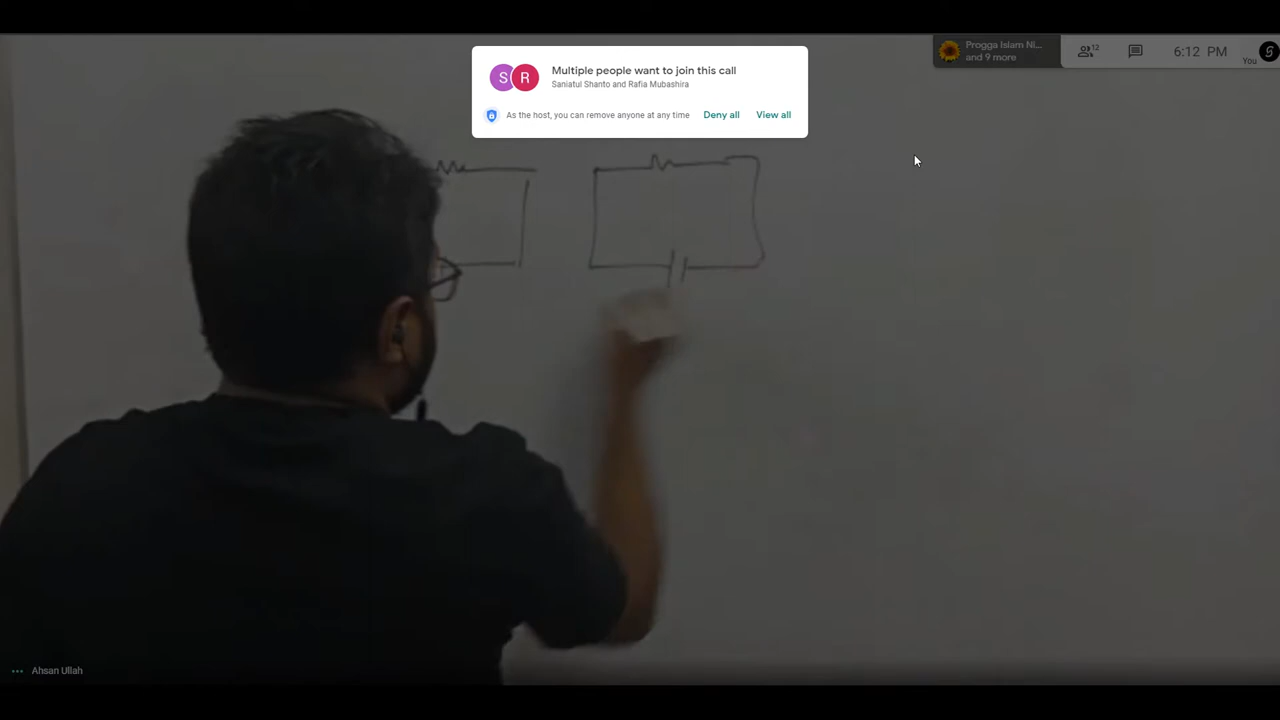 Multiple people want to join this call
Saniatul Shanto and Rafia Mubashira
As the host, you can remove anyone at any time
Deny all
View all
S
R
Progga Islam Ni...
and 9 more
12
6:12 PM
You
Ahsan Ullah